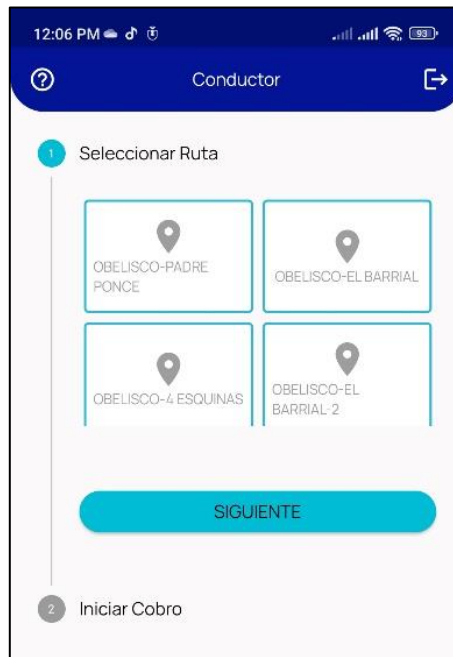 12:06 PM 93
Conductor
1 Seleccionar Ruta
OBELISCO-PADRE
PONCE
OBELISCO-EL BARRIAL
OBELISCO-4 ESQUINAS
OBELISCO-EL
BARRIAL-2
SIGUIENTE
2 Iniciar Cobro